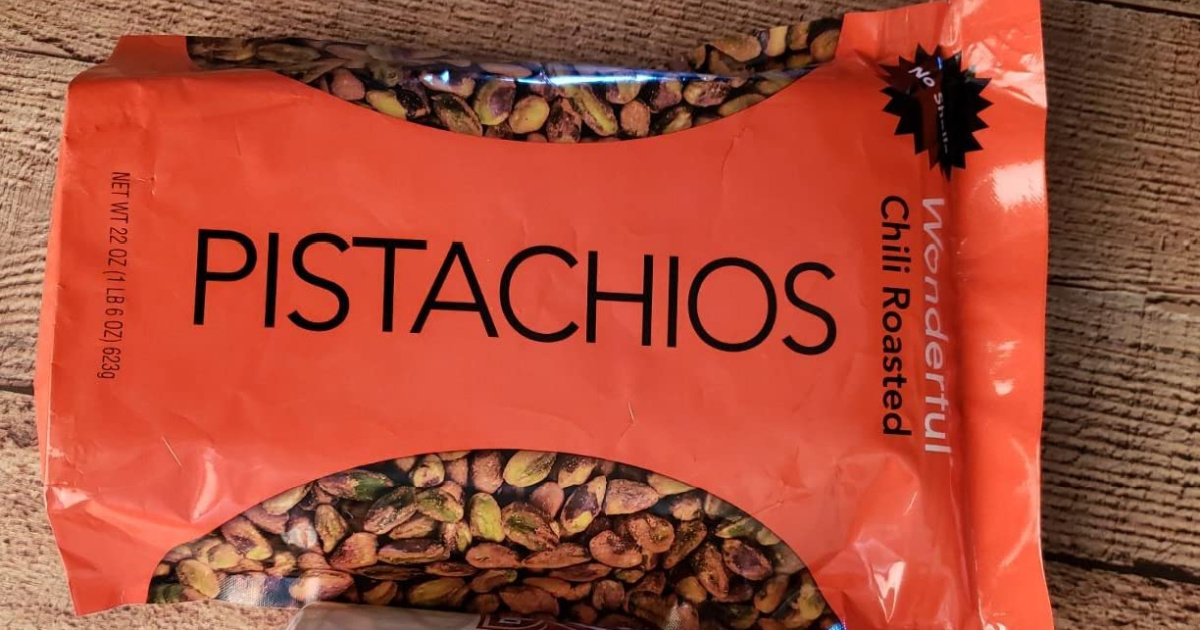 No Shells
Wonderful
Chili Roasted
PISTACHIOS
NET WT 22 OZ (1 LB 6 OZ) 623g